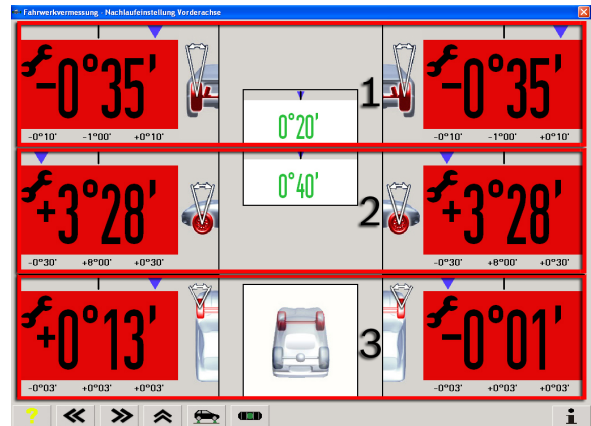 Fahrwerkvermessung - Nachlaufeinstellung Vorderachse
-0°35' 1 -0°35'
0°20'
-0°10' -1°00' +0°10' -0°10' -1°00' +0°10'
0°40'
+3°28' 2 +3°28'
-0°30' +8°00' +0°30' -0°30' +8°00' +0°30'
+0°13' 3 -0°01'
-0°03' +0°03' +0°03' -0°03' +0°03' +0°03'
? i